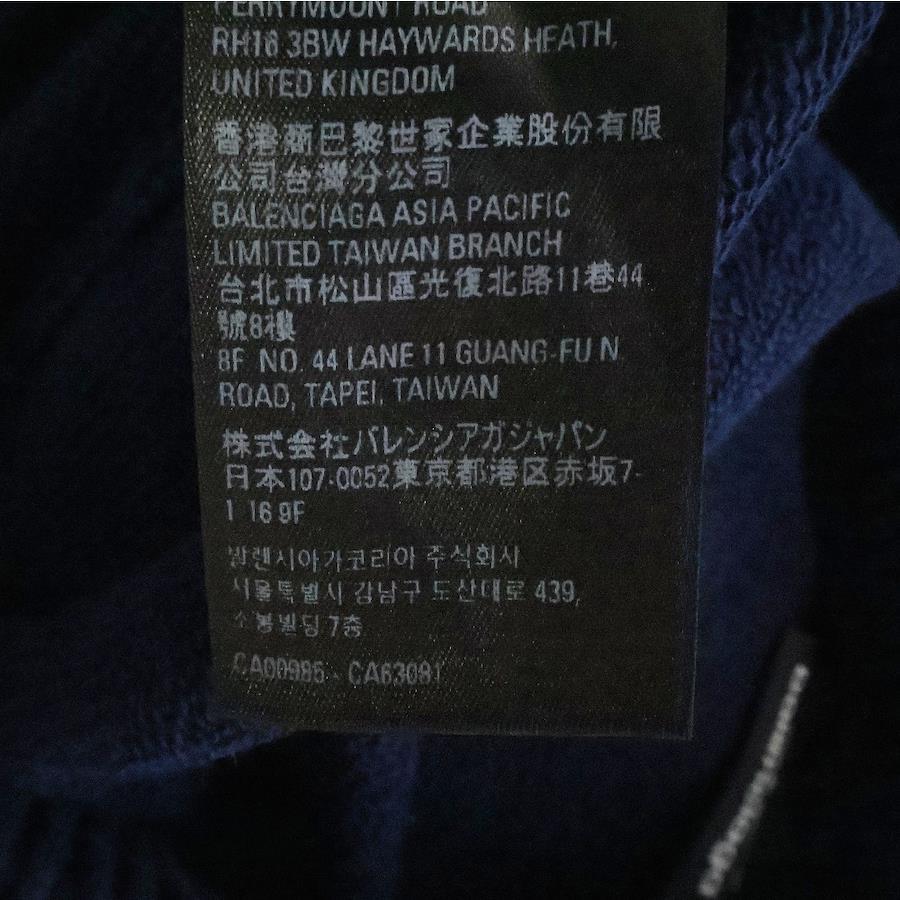 PERRYMOUNT ROAD
RH16 3BW HAYWARDS HEATH,
UNITED KINGDOM
香港商巴黎世家企業股份有限
公司台灣分公司
BALENCIAGA ASIA PACIFIC
LIMITED TAIWAN BRANCH
台北市松山區光復北路11巷44
號8樓
8F NO. 44 LANE 11 GUANG-FU N
ROAD, TAPEI, TAIWAN
株式会社バレンシアガジャパン
日本107-0052東京都港区赤坂7-
1 16 9F
발렌시아가코리아 주식회사
서울특별시 강남구 도산대로 439,
소봉빌딩 7층
CA00985 - CA63081